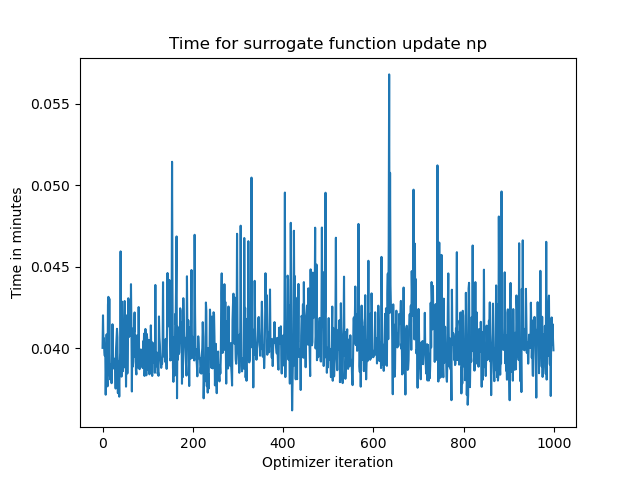 Time for surrogate function update np
0.055
0.050
0.045
0.040
Time in minutes
0 200 400 600 800 1000
Optimizer iteration